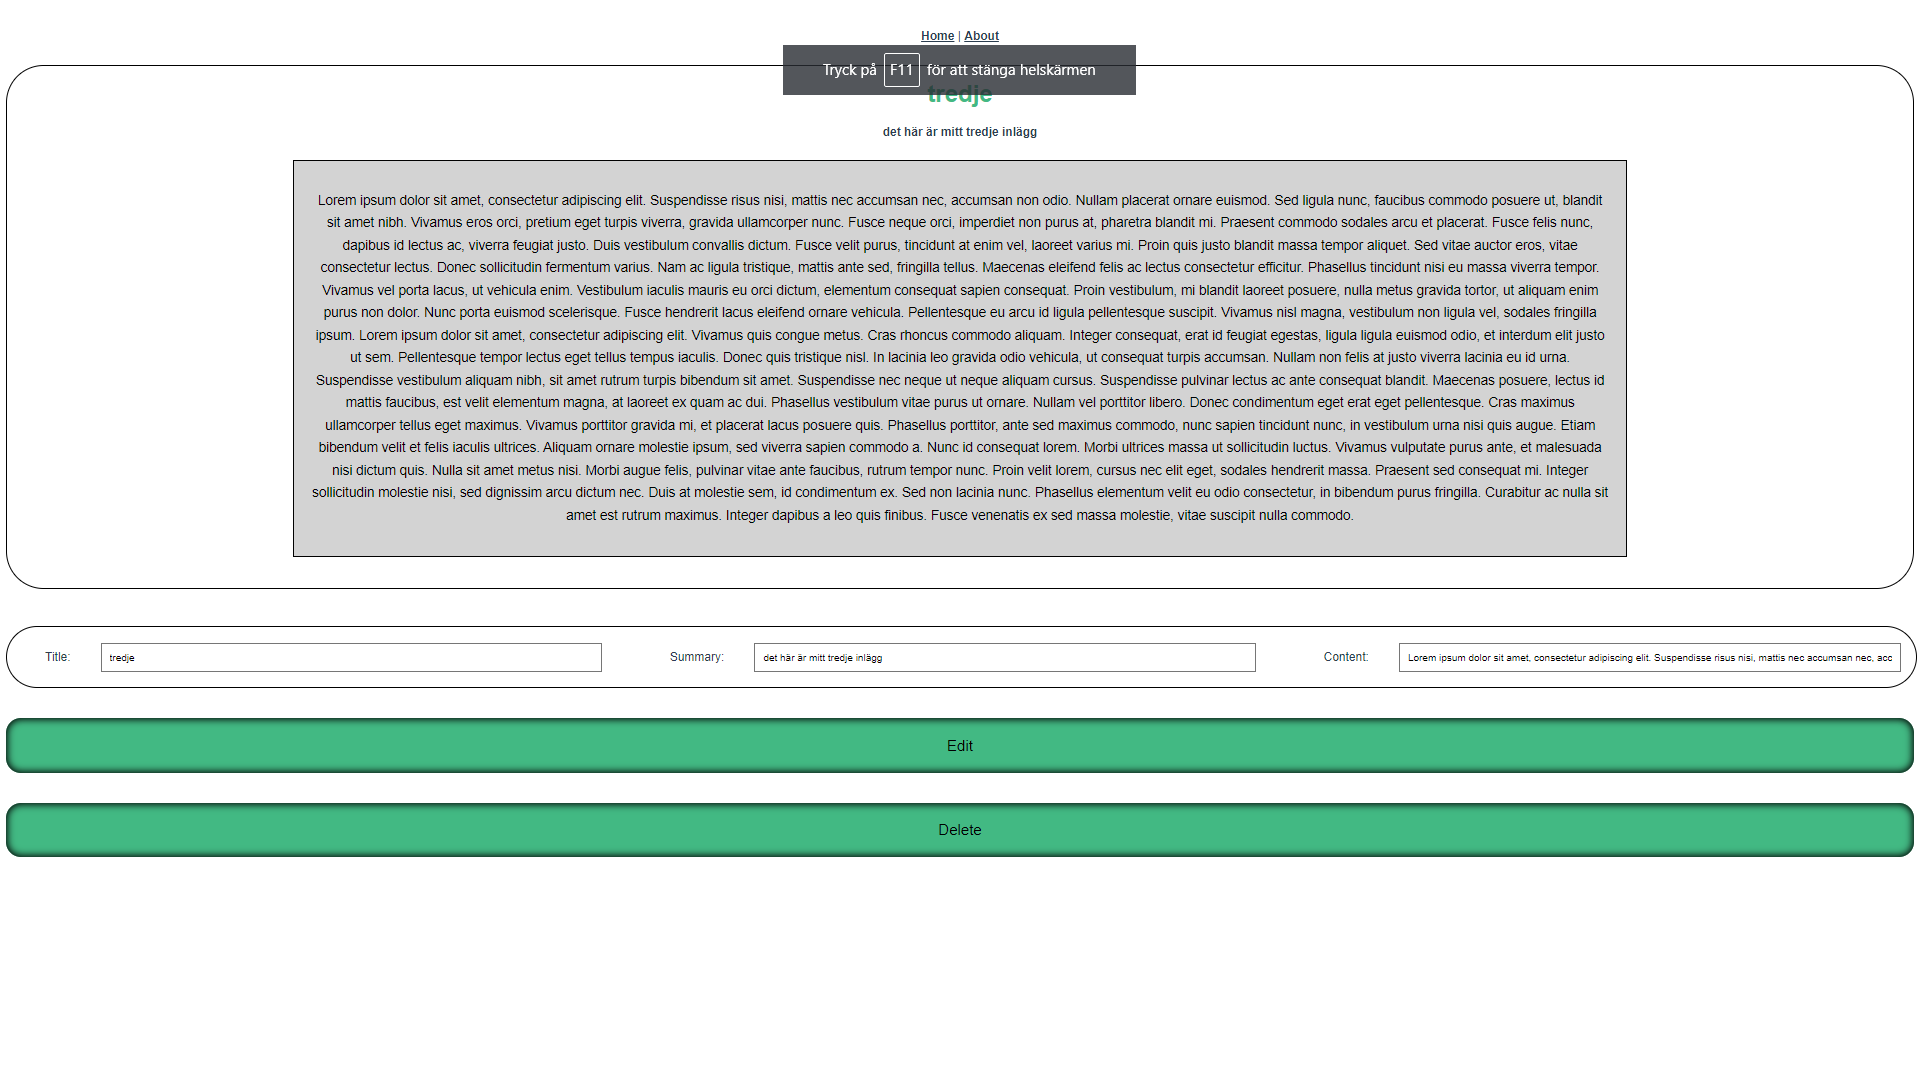 Home | About
Tryck på F11 för att stänga helskärmen
tredje
det här är mitt tredje inlägg
Lorem ipsum dolor sit amet, consectetur adipiscing elit. Suspendisse risus nisi, mattis nec accumsan nec, accumsan non odio. Nullam placerat ornare euismod. Sed ligula nunc, faucibus commodo posuere ut, blandit
sit amet nibh. Vivamus eros orci, pretium eget turpis viverra, gravida ullamcorper nunc. Fusce neque orci, imperdiet non purus at, pharetra blandit mi. Praesent commodo sodales arcu et placerat. Fusce felis nunc,
dapibus id lectus ac, viverra feugiat justo. Duis vestibulum convallis dictum. Fusce velit purus, tincidunt at enim vel, laoreet varius mi. Proin quis justo blandit massa tempor aliquet. Sed vitae auctor eros, vitae
consectetur lectus. Donec sollicitudin fermentum varius. Nam ac ligula tristique, mattis ante sed, fringilla tellus. Maecenas eleifend felis ac lectus consectetur efficitur. Phasellus tincidunt nisi eu massa viverra tempor.
Vivamus vel porta lacus, ut vehicula enim. Vestibulum iaculis mauris eu orci dictum, elementum consequat sapien consequat. Proin vestibulum, mi blandit laoreet posuere, nulla metus gravida tortor, ut aliquam enim
purus non dolor. Nunc porta euismod scelerisque. Fusce hendrerit lacus eleifend ornare vehicula. Pellentesque eu arcu id ligula pellentesque suscipit. Vivamus nisl magna, vestibulum non ligula vel, sodales fringilla
ipsum. Lorem ipsum dolor sit amet, consectetur adipiscing elit. Vivamus quis congue metus. Cras rhoncus commodo aliquam. Integer consequat, erat id feugiat egestas, ligula ligula euismod odio, et interdum elit justo
ut sem. Pellentesque tempor lectus eget tellus tempus iaculis. Donec quis tristique nisl. In lacinia leo gravida odio vehicula, ut consequat turpis accumsan. Nullam non felis at justo viverra lacinia eu id urna.
Suspendisse vestibulum aliquam nibh, sit amet rutrum turpis bibendum sit amet. Suspendisse nec neque ut neque aliquam cursus. Suspendisse pulvinar lectus ac ante consequat blandit. Maecenas posuere, lectus id
mattis faucibus, est velit elementum magna, at laoreet ex quam ac dui. Phasellus vestibulum vitae purus ut ornare. Nullam vel porttitor libero. Donec condimentum eget erat eget pellentesque. Cras maximus
ullamcorper tellus eget maximus. Vivamus porttitor gravida mi, et placerat lacus posuere quis. Phasellus porttitor, ante sed maximus commodo, nunc sapien tincidunt nunc, in vestibulum urna nisi quis augue. Etiam
bibendum velit et felis iaculis ultrices. Aliquam ornare molestie ipsum, sed viverra sapien commodo a. Nunc id consequat lorem. Morbi ultrices massa ut sollicitudin luctus. Vivamus vulputate purus ante, et malesuada
nisi dictum quis. Nulla sit amet metus nisi. Morbi augue felis, pulvinar vitae ante faucibus, rutrum tempor nunc. Proin velit lorem, cursus nec elit eget, sodales hendrerit massa. Praesent sed consequat mi. Integer
sollicitudin molestie nisi, sed dignissim arcu dictum nec. Duis at molestie sem, id condimentum ex. Sed non lacinia nunc. Phasellus elementum velit eu odio consectetur, in bibendum purus fringilla. Curabitur ac nulla sit
amet est rutrum maximus. Integer dapibus a leo quis finibus. Fusce venenatis ex sed massa molestie, vitae suscipit nulla commodo.
Title: tredje Summary: det här är mitt tredje inlägg Content: Lorem ipsum dolor sit amet, consectetur adipiscing elit. Suspendisse risus nisi, mattis nec accumsan nec, acc
Edit
Delete